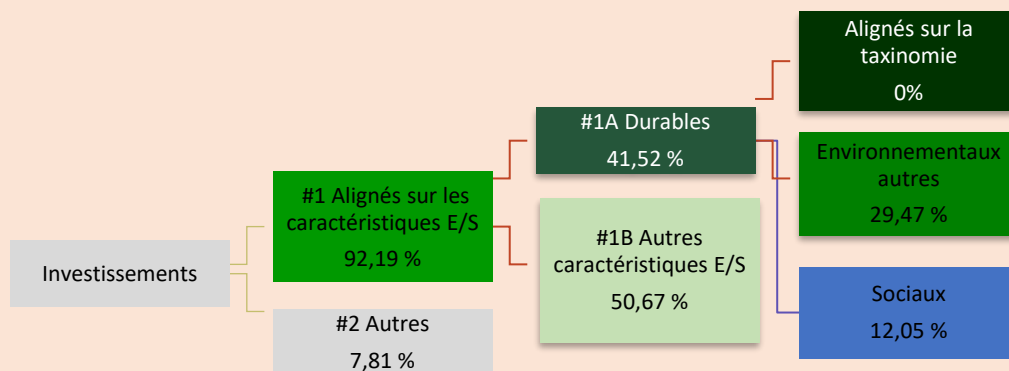 Investissements
#1 Alignés sur les
caractéristiques E/S
92,19 %
#2 Autres
7,81 %
#1A Durables
41,52 %
#1B Autres
caractéristiques E/S
50,67 %
Alignés sur la
taxinomie
0%
Environnementaux
autres
29,47 %
Sociaux
12,05 %